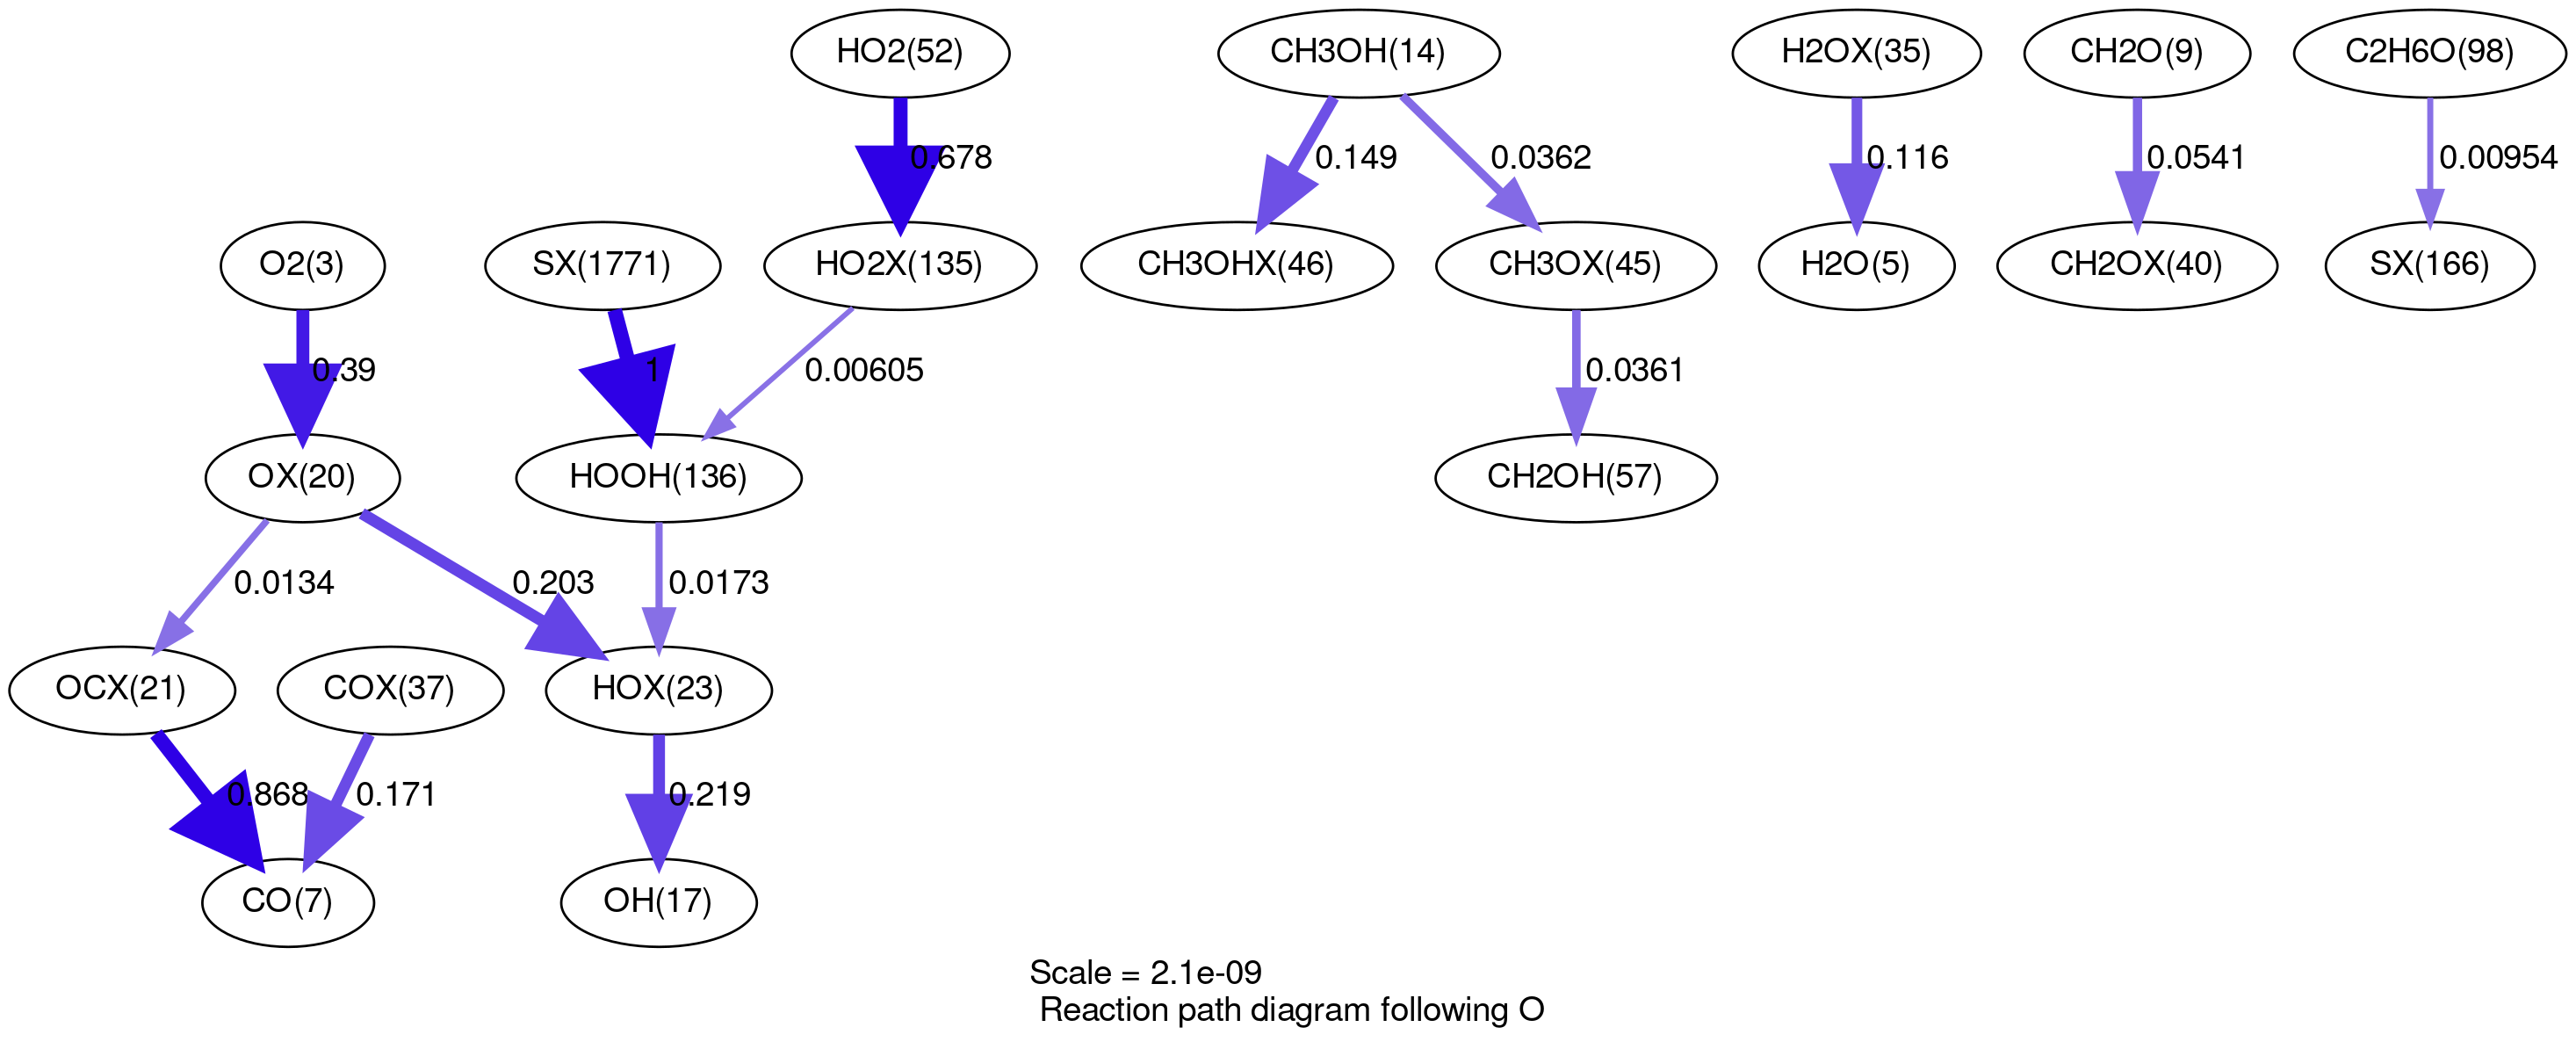 HO2(52)
CH3OH(14)
H2OX(35)
CH2O(9)
C2H6O(98)
0.678
0.149
0.0362
0.116
0.0541
0.00954
O2(3)
SX(1771)
HO2X(135)
CH3OHX(46)
CH3OX(45)
H2O(5)
CH2OX(40)
SX(166)
0.39
1
0.00605
0.0361
OX(20)
HOOH(136)
CH2OH(57)
0.0134
0.203
0.0173
OCX(21)
COX(37)
HOX(23)
0.868
0.171
0.219
CO(7)
OH(17)
Scale = 2.1e-09
Reaction path diagram following O